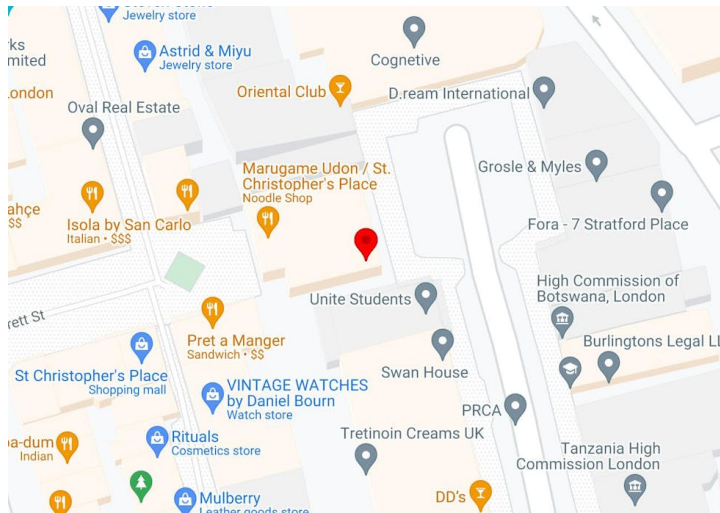 Jewelry store
Astrid & Miyu
Jewelry store
Cognetive
rks
mited
London
Oriental Club
D.ream International
Oval Real Estate
Marugame Udon / St.
Christopher's Place
Noodle Shop
Grosle & Myles
ahçe
$$
Isola by San Carlo
Italian • $$$
Fora - 7 Stratford Place
High Commission of
Botswana, London
Unite Students
rett St
Pret a Manger
Sandwich • $$
Burlingtons Legal LL
St Christopher's Place
Shopping mall
Swan House
VINTAGE WATCHES
by Daniel Bourn
Watch store
PRCA
ba-dum
Indian
Rituals
Cosmetics store
Tretinoin Creams UK
Tanzania High
Commission London
Mulberry
Leather goods store
DD's